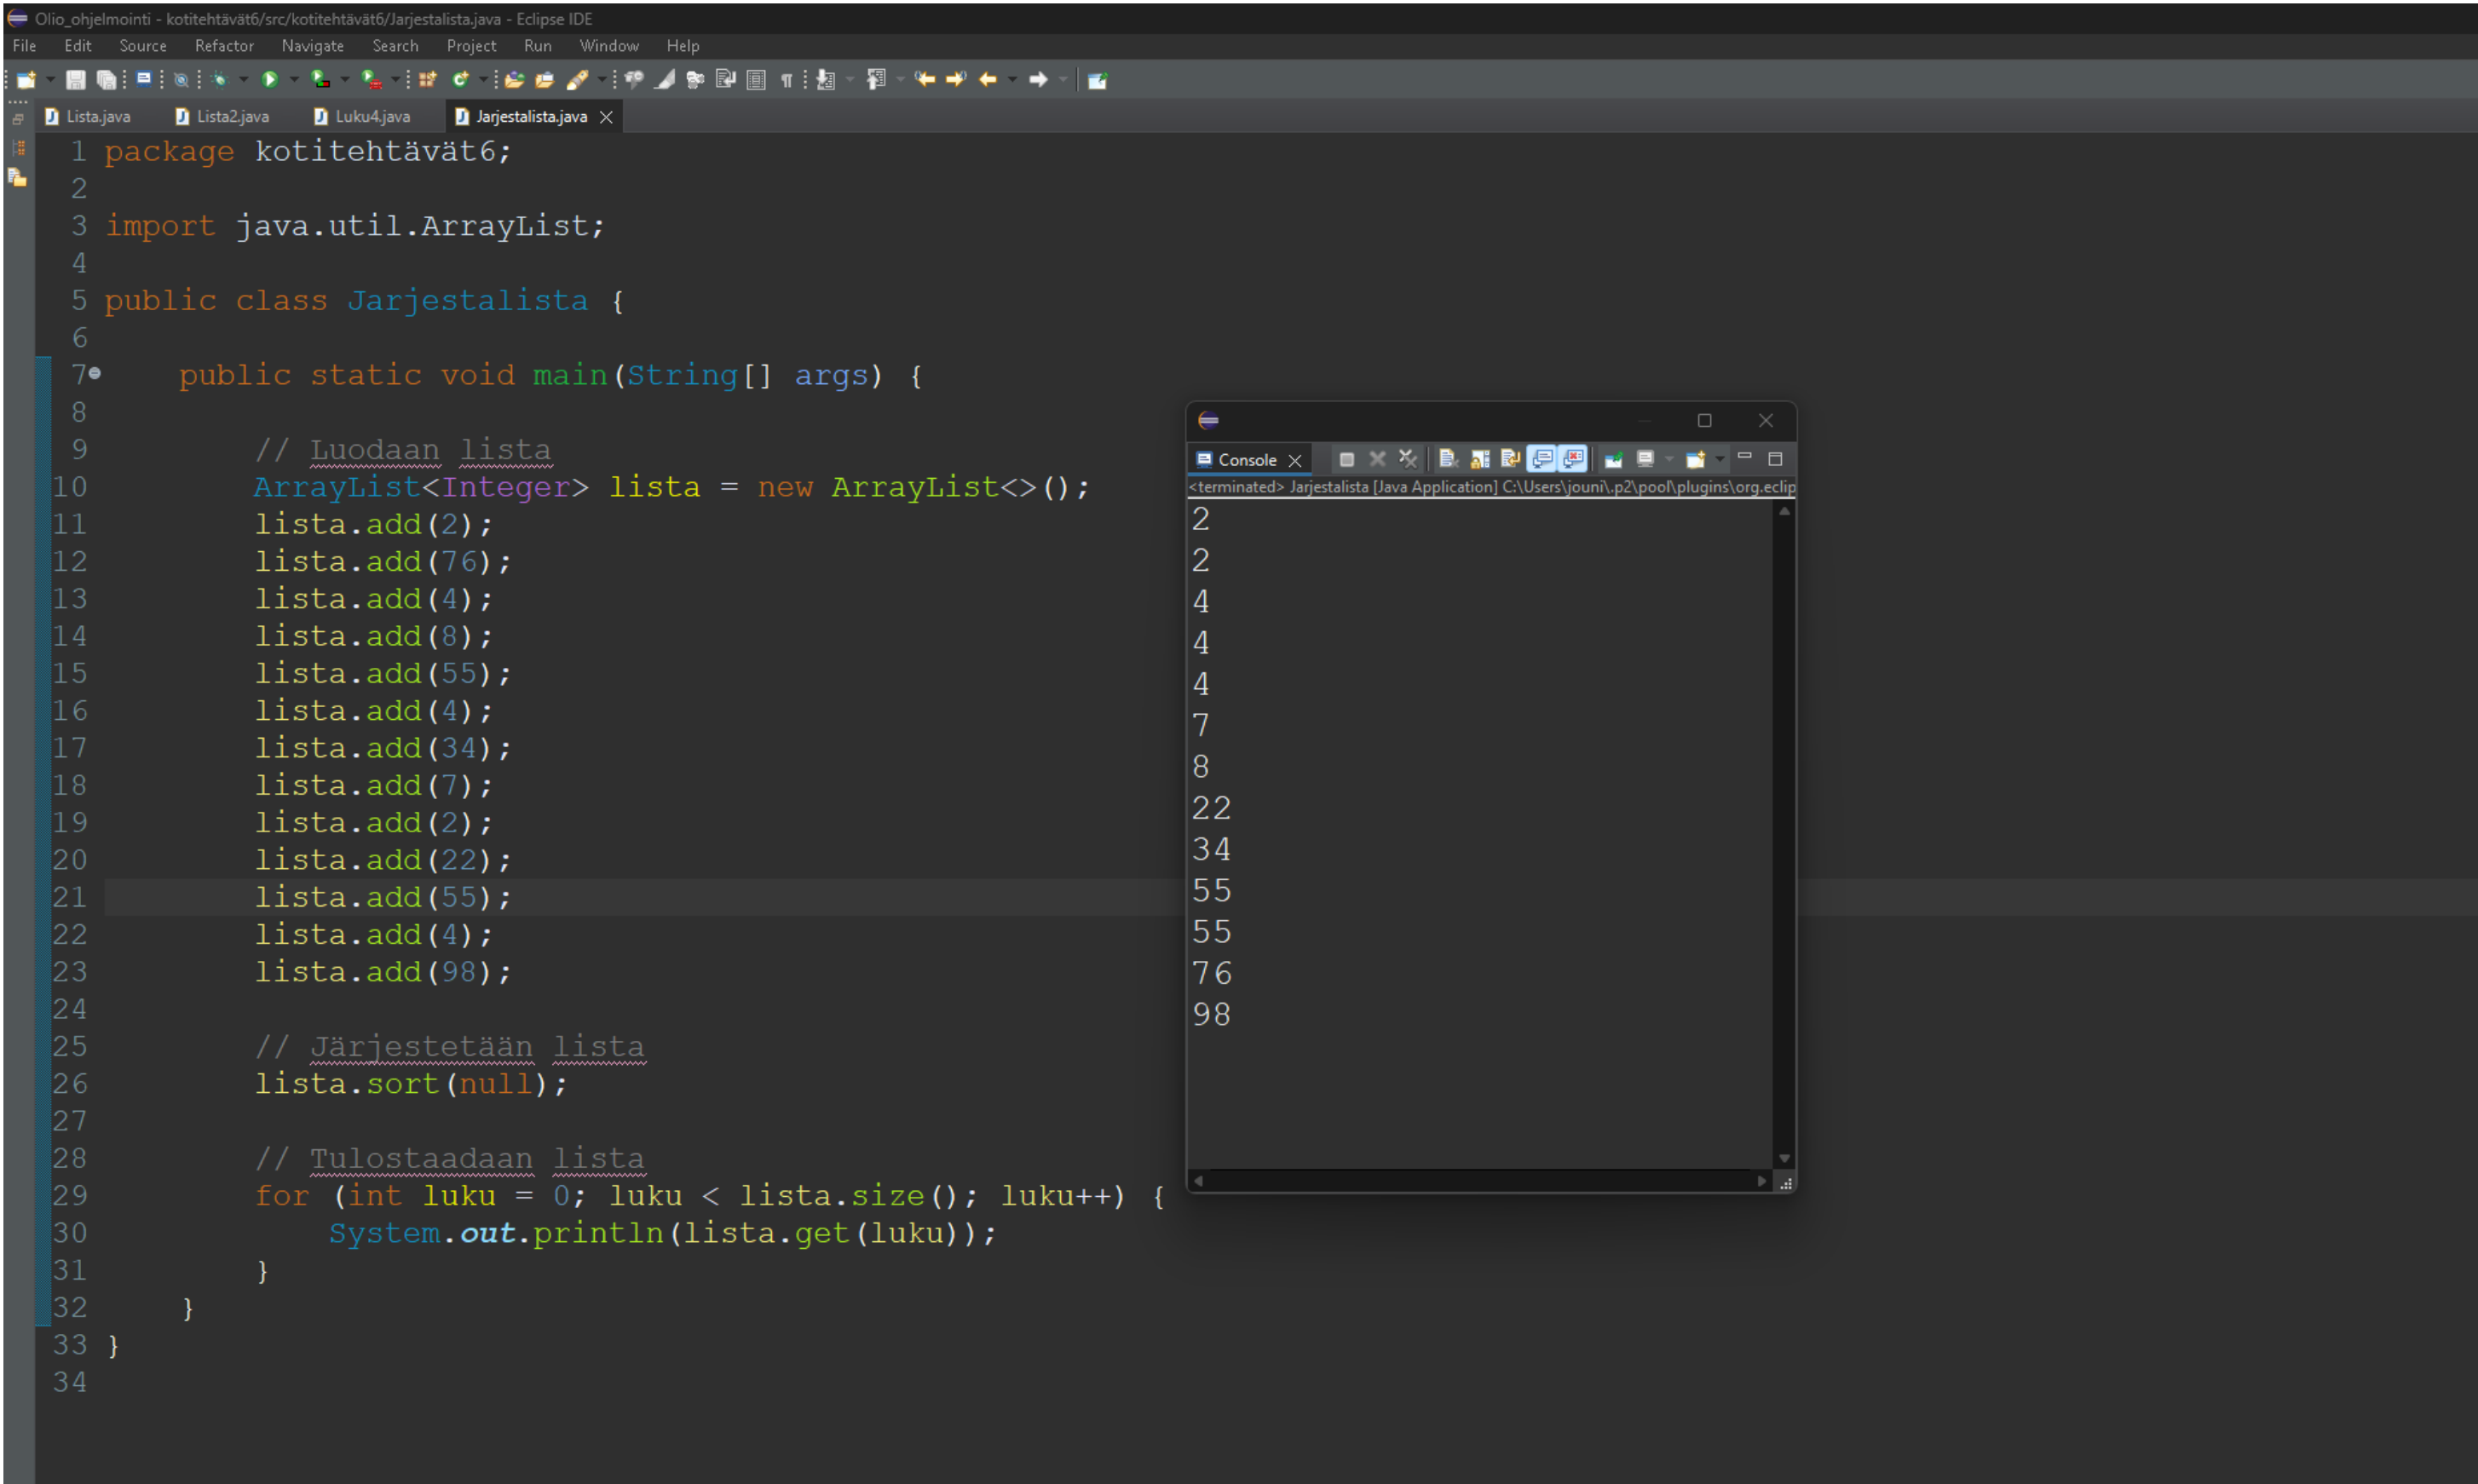 Olio_ohjelmointi - kotitehtävät6/src/kotitehtävät6/Jarjestalista.java - Eclipse IDE
File Edit Source Refactor Navigate Search Project Run Window Help
Lista.java Lista2.java Luku4.java Jarjestalista.java
1 package kotitehtävät6;
2
3 import java.util.ArrayList;
4
5 public class Jarjestalista {
6
7 public static void main(String[] args) {
8
9 // Luodaan lista
10 ArrayList<Integer> lista = new ArrayList<>();
11 lista.add(2);
12 lista.add(76);
13 lista.add(4);
14 lista.add(8);
15 lista.add(55);
16 lista.add(4);
17 lista.add(34);
18 lista.add(7);
19 lista.add(2);
20 lista.add(22);
21 lista.add(55);
22 lista.add(4);
23 lista.add(98);
24
25 // Järjestetään lista
26 lista.sort(null);
27
28 // Tulostaadaan lista
29 for (int luku = 0; luku < lista.size(); luku++) {
30 System.out.println(lista.get(luku));
31 }
32 }
33 }
34
Console
<terminated> Jarjestalista [Java Application] C:\Users\jouni\.p2\pool\plugins\org.eclip
2
2
4
4
4
7
8
22
34
55
55
76
98